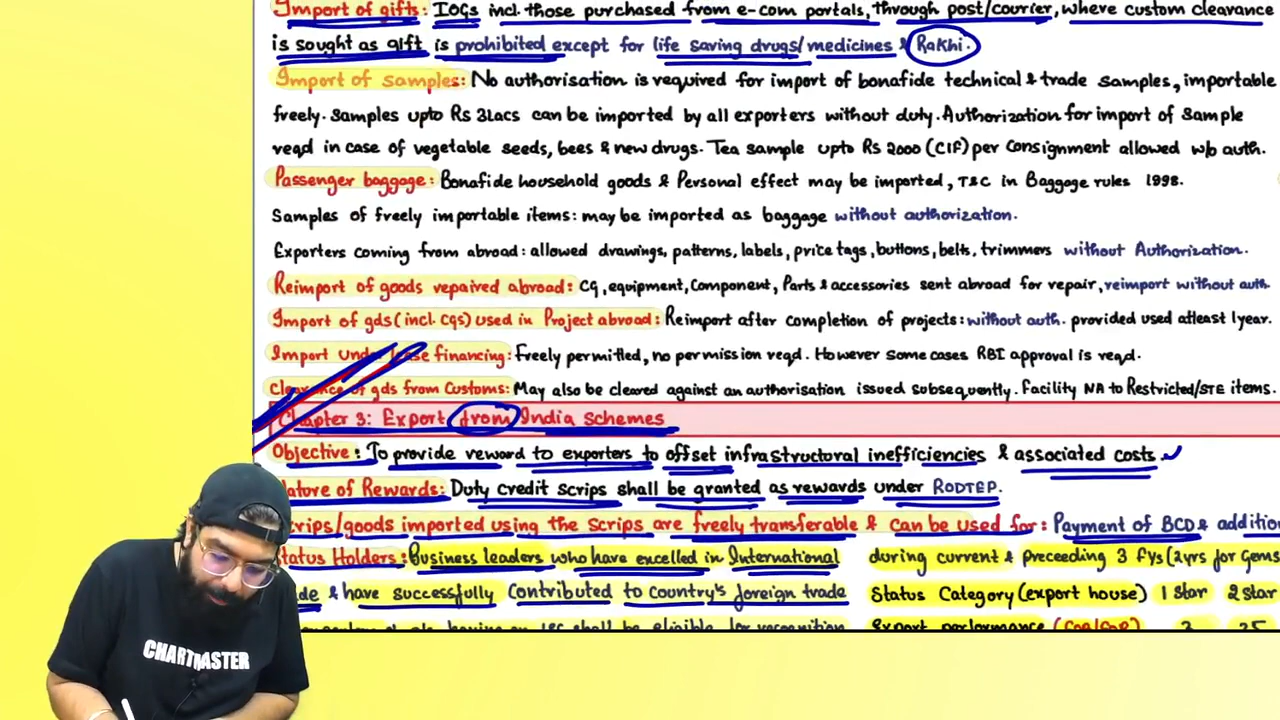 Import of gifts: IOGs incl. those purchased from e-com portals, through post/courier, where custom clearance
is sought as gift is prohibited except for life saving drugs/medicines & Rakhi.
Import of samples: No authorisation is required for import of bonafide technical & trade samples, importable
freely. Samples upto Rs 3Lacs can be imported by all exporters without duty. Authorization for import of sample
reqd in case of vegetable seeds, bees & new drugs. Tea sample upto Rs 2000 (CIF) per consignment allowed w/o auth.
Passenger baggage: Bonafide household goods & Personal effect may be imported, T&C in Baggage rules 1998.
Samples of freely importable items: may be imported as baggage without authorization.
Exporters coming from abroad: allowed drawings, patterns, labels, price tags, buttons, belts, trimmers without Authorization.
Reimport of goods repaired abroad: CG, equipment, Component, Parts & accessories sent abroad for repair, reimport without auth.
Import of gds (incl. CGs) used in Project abroad: Reimport after completion of projects: without auth. provided used atleast 1year.
Import under lease financing: Freely permitted, no permission reqd. However some cases RBI approval is reqd.
Clearance of gds from Customs: May also be cleared against an authorisation issued subsequently. Facility NA to Restricted/STE items.
Chapter 3: Export from India Schemes
Objective: To provide reward to exporters to offset infrastructural inefficiencies & associated costs.
Nature of Rewards: Duty credit scrips shall be granted as rewards under RODTEP.
scrips/goods imported using the scrips are freely transferable & can be used for: Payment of BCD & additio
Status Holders: Business leaders who have excelled in International during current & preceeding 3 fys (2yrs for Gems
de & have successfully contributed to country's foreign trade Status Category (export house) 1 Star 2 Star
shall be eligible for recognition Export performance 3 25
CHARTMASTER